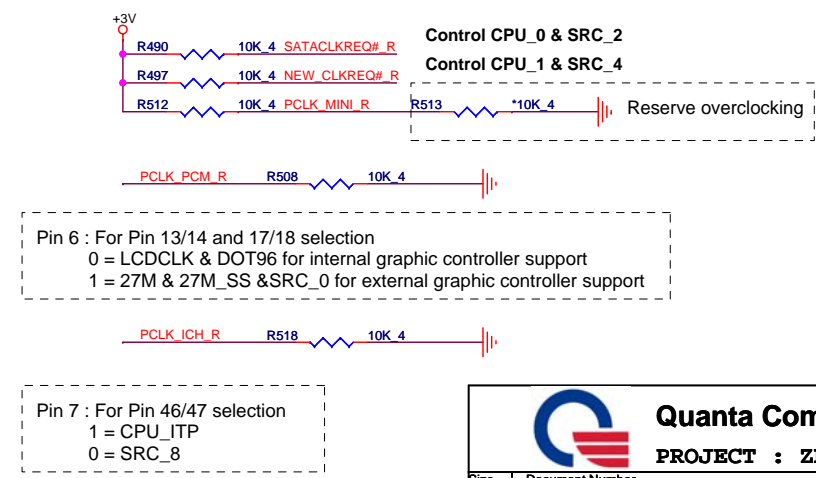 +3V
R490 10K_4 SATACLKREQ#_R Control CPU_0 & SRC_2
R497 10K_4 NEW_CLKREQ#_R Control CPU_1 & SRC_4
R512 10K_4 PCLK_MINI_R R513 *10K_4 Reserve overclocking
PCLK_PCM_R R508 10K_4
Pin 6 : For Pin 13/14 and 17/18 selection
0 = LCDCLK & DOT96 for internal graphic controller support
1 = 27M & 27M_SS &SRC_0 for external graphic controller support
PCLK_ICH_R R518 10K_4
Pin 7 : For Pin 46/47 selection
1 = CPU_ITP
0 = SRC_8
Quanta Com
PROJECT : Z
Size Document Number